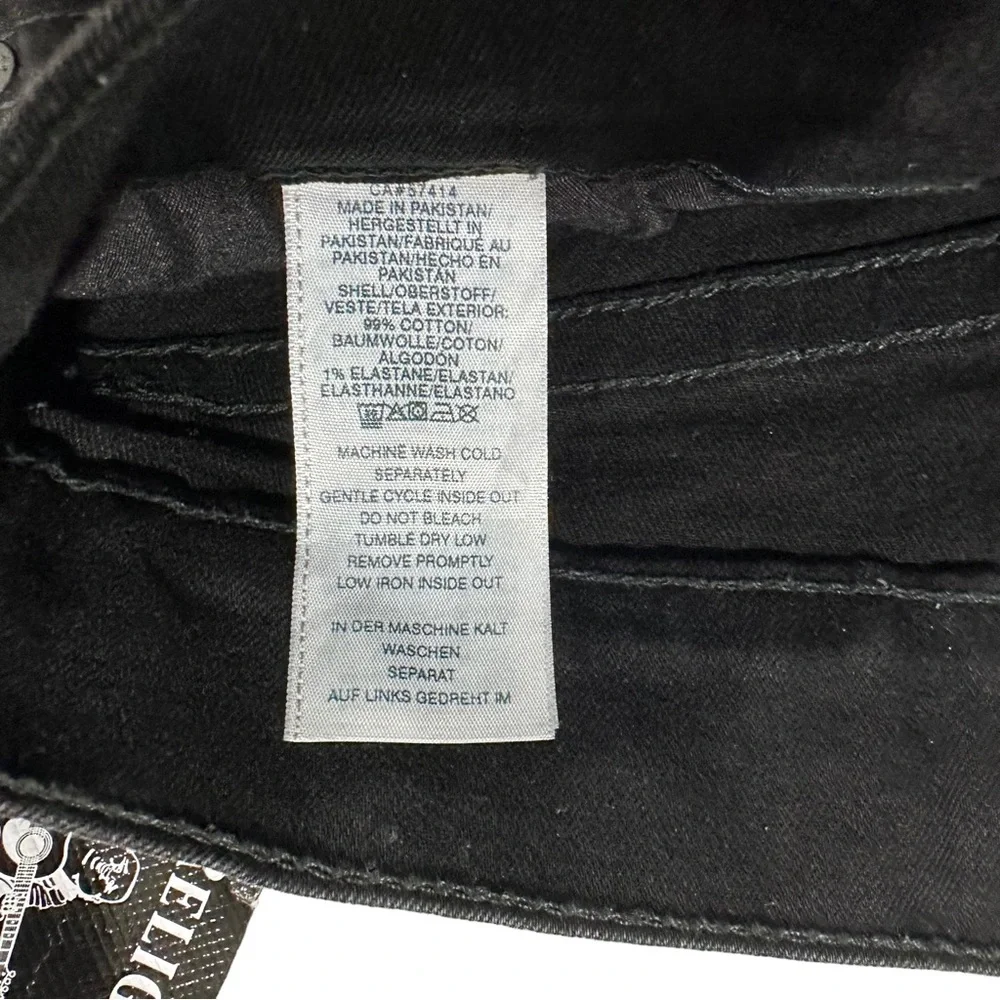 CA#57414
MADE IN PAKISTAN/
HERGESTELLT IN
PAKISTAN/FABRIQUE AU
PAKISTAN/HECHO EN
PAKISTÁN
SHELL/OBERSTOFF/
VESTE/TELA EXTERIOR:
99% COTTON/
BAUMWOLLE/COTON/
ALGODÓN
1% ELASTANE/ELASTAN/
ELASTHANNE/ELASTANO
MACHINE WASH COLD
SEPARATELY
GENTLE CYCLE INSIDE OUT
DO NOT BLEACH
TUMBLE DRY LOW
REMOVE PROMPTLY
LOW IRON INSIDE OUT
IN DER MASCHINE KALT
WASCHEN
SEPARAT
AUF LINKS GEDREHT IM
RELIG